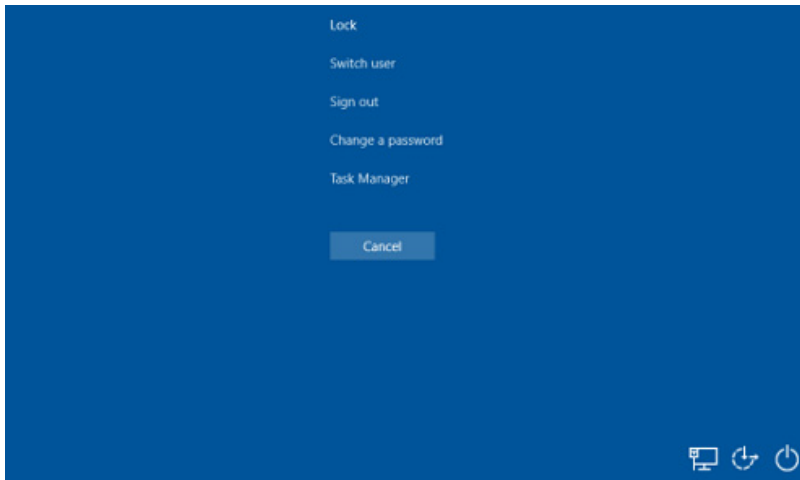 Lock
Switch user
Sign out
Change a password
Task Manager
Cancel